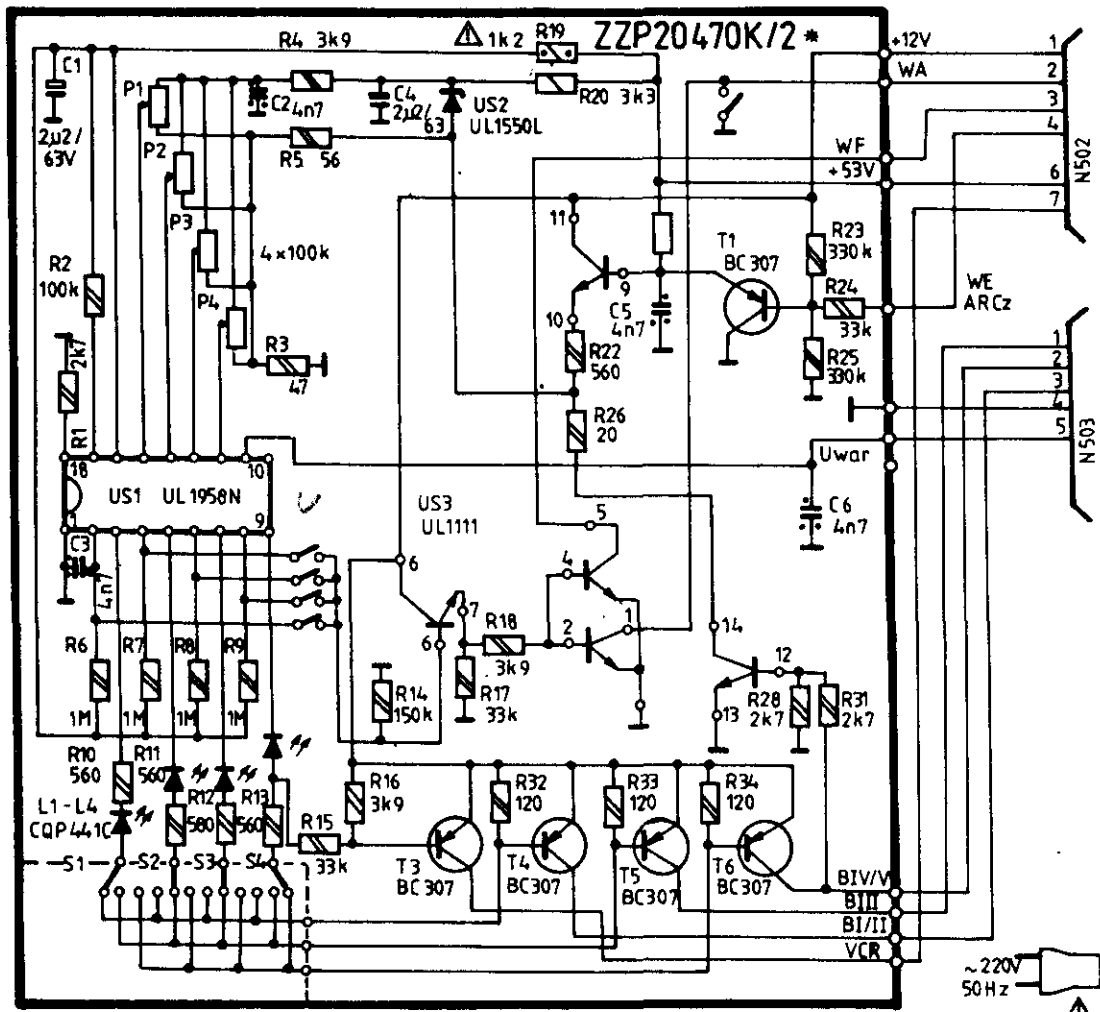 R4 3k9
1k2
R19
ZZP20470K/2*
+12V
1
WA
2
C1
P1
C2 4n7
C4
2µ2/
63
US2
UL1550L
R20 3k3
3
4
2µ2/
63V
P2
R5 56
WF
+53V
6
7
N502
P3
11
R2
100k
4×100k
T1
BC307
R23
330k
R24
33k
WE
ARCz
9
P4
10
C5
4n7
2k7
R3
47
R22
560
R25
330k
1
2
3
4
5
N503
R26
20
R1
18
10
Uwar
US1 UL1958N
1
9
US3
UL1111
C6
4n7
C3
4n7
5
6
4
7
6
R18
3k9
2
1
14
R6
R7
R8
R9
R14
150k
R17
33k
12
R28
2k7
R31
2k7
13
1M
1M
1M
1M
R10
560
R11
560
R12
580
R13
560
R16
3k9
R32
120
R33
120
R34
120
L1-L4
CQP441C
R15
33k
S1
S2
S3
S4
T3
BC307
T4
BC307
T5
BC307
T6
BC307
BIV/V
BIII
BI/II
VCR
~220V
50Hz